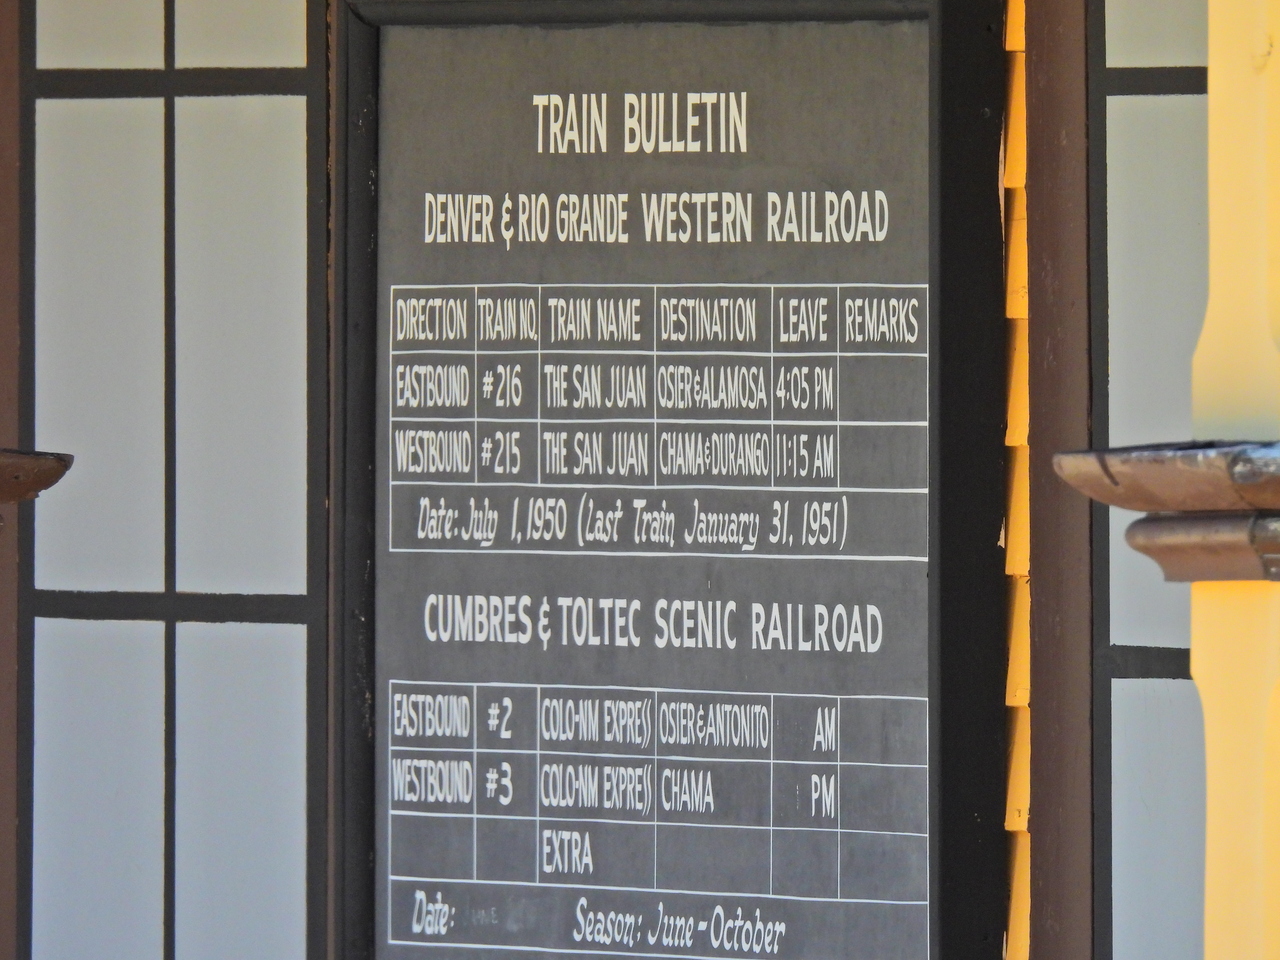 TRAIN BULLETIN
DENVER & RIO GRANDE WESTERN RAILROAD
DIRECTION TRAIN NO. TRAIN NAME DESTINATION LEAVE REMARKS
EASTBOUND #216 THE SAN JUAN OSIER & ALAMOSA 4:05 PM
WESTBOUND #215 THE SAN JUAN CHAMA & DURANGO 11:15 AM
Date: July 1, 1950 (Last Train, January 31, 1951)
CUMBRES & TOLTEC SCENIC RAILROAD
EASTBOUND #2 COLO-NM EXPRESS OSIER & ANTONITO AM
WESTBOUND #3 COLO-NM EXPRESS CHAMA PM
EXTRA
Date: Season: June-October